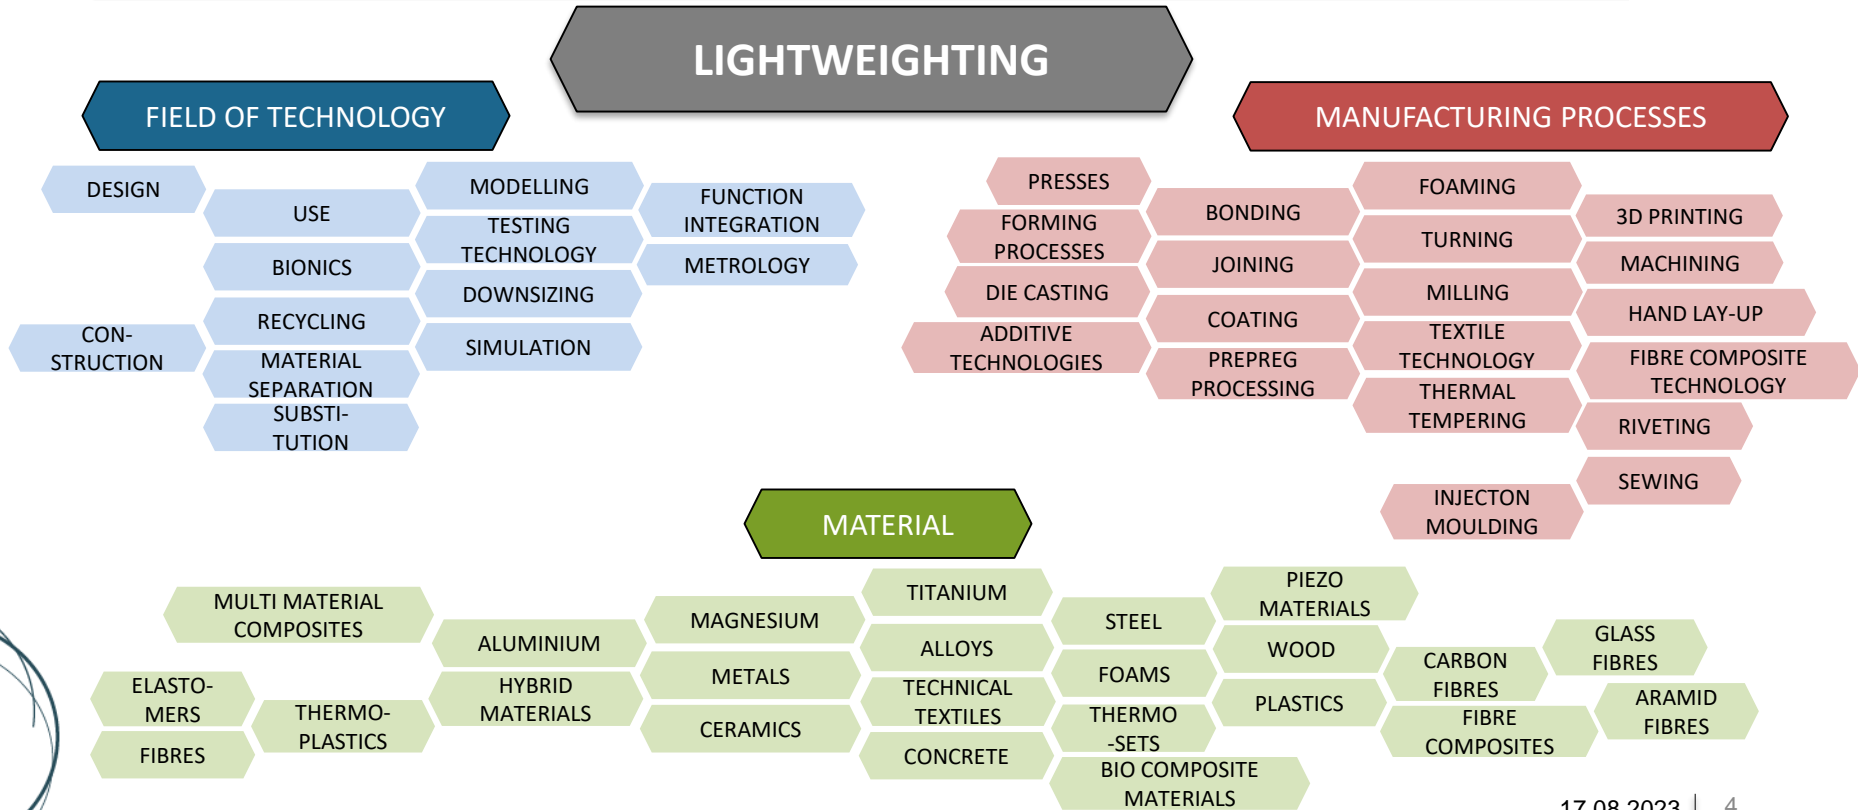 LIGHTWEIGHTING
FIELD OF TECHNOLOGY
DESIGN
USE
BIONICS
RECYCLING
CON-
STRUCTION
MATERIAL
SEPARATION
SUBSTI-
TUTION
MODELLING
TESTING
TECHNOLOGY
DOWNSIZING
SIMULATION
FUNCTION
INTEGRATION
METROLOGY
MANUFACTURING PROCESSES
PRESSES
FORMING
PROCESSES
DIE CASTING
ADDITIVE
TECHNOLOGIES
BONDING
JOINING
COATING
PREPREG
PROCESSING
FOAMING
TURNING
MILLING
TEXTILE
TECHNOLOGY
THERMAL
TEMPERING
3D PRINTING
MACHINING
HAND LAY-UP
FIBRE COMPOSITE
TECHNOLOGY
RIVETING
SEWING
INJECTON
MOULDING
MATERIAL
MULTI MATERIAL
COMPOSITES
ELASTO-
MERS
FIBRES
THERMO-
PLASTICS
ALUMINIUM
HYBRID
MATERIALS
MAGNESIUM
METALS
CERAMICS
TITANIUM
ALLOYS
TECHNICAL
TEXTILES
CONCRETE
STEEL
FOAMS
THERMO
-SETS
BIO COMPOSITE
MATERIALS
PIEZO
MATERIALS
WOOD
PLASTICS
CARBON
FIBRES
FIBRE
COMPOSITES
GLASS
FIBRES
ARAMID
FIBRES
17.08.2023 | 4